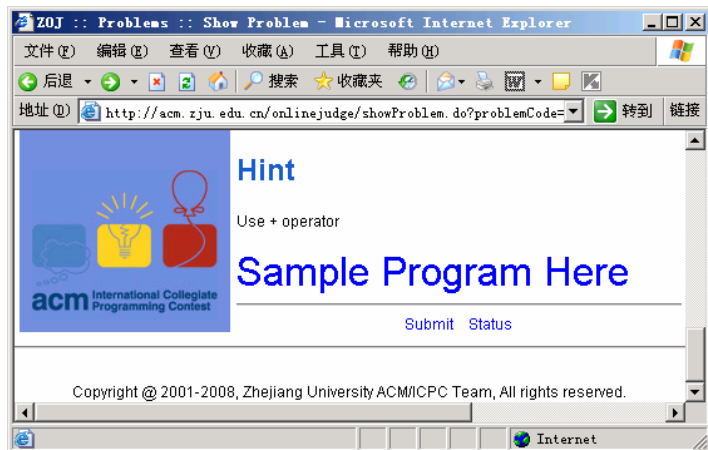 ZOJ :: Problems :: Show Problem - Microsoft Internet Explorer
文件(F) 编辑(E) 查看(V) 收藏(A) 工具(T) 帮助(H)
后退 搜索 收藏夹
地址(D) http://acm.zju.edu.cn/onlinejudge/showProblem.do?problemCode= 转到 链接
Hint
Use + operator
Sample Program Here
acm International Collegiate
Programming Contest
Submit Status
Copyright @ 2001-2008, Zhejiang University ACM/ICPC Team, All rights reserved.
Internet